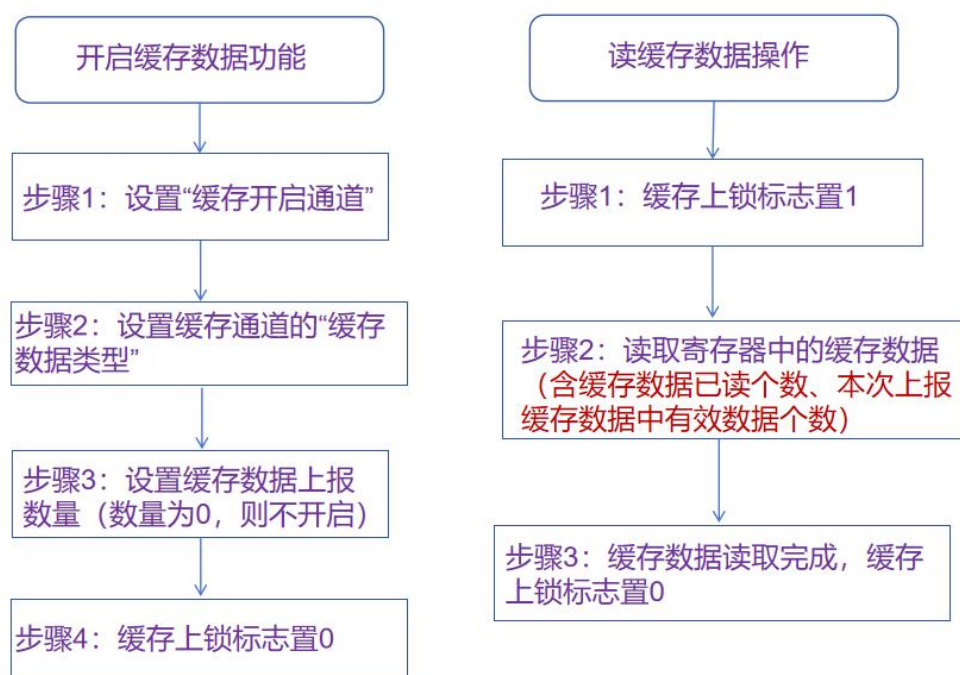 开启缓存数据功能
步骤1：设置“缓存开启通道”
步骤2：设置缓存通道的“缓存
数据类型”
步骤3：设置缓存数据上报
数量（数量为0，则不开启）
步骤4：缓存上锁标志置0
读缓存数据操作
步骤1：缓存上锁标志置1
步骤2：读取寄存器中的缓存数据
（含缓存数据已读个数、本次上报
缓存数据中有效数据个数）
步骤3：缓存数据读取完成，缓存
上锁标志置0